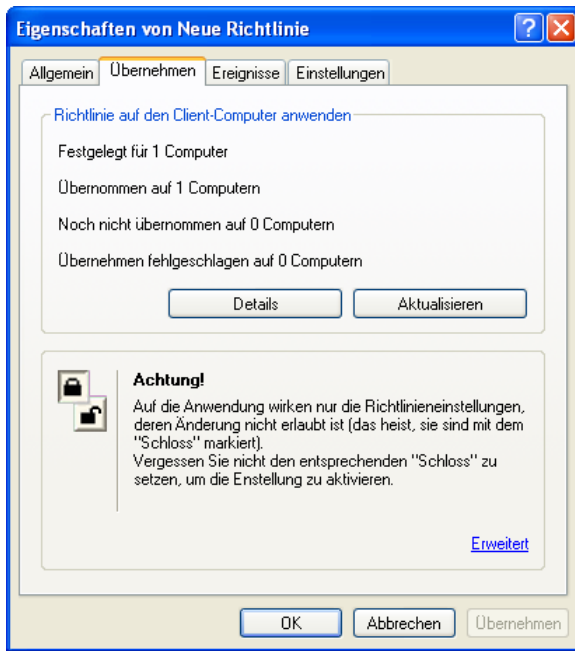 Eigenschaften von Neue Richtlinie
Allgemein Übernehmen Ereignisse Einstellungen
Richtlinie auf den Client-Computer anwenden
Festgelegt für 1 Computer
Übernommen auf 1 Computern
Noch nicht übernommen auf 0 Computern
Übernehmen fehlgeschlagen auf 0 Computern
Details Aktualisieren
Achtung!
Auf die Anwendung wirken nur die Richtlinieneinstellungen,
deren Änderung nicht erlaubt ist (das heist, sie sind mit dem
"Schloss" markiert).
Vergessen Sie nicht den entsprechenden "Schloss" zu
setzen, um die Enstellung zu aktivieren.
Erweitert
OK Abbrechen Übernehmen